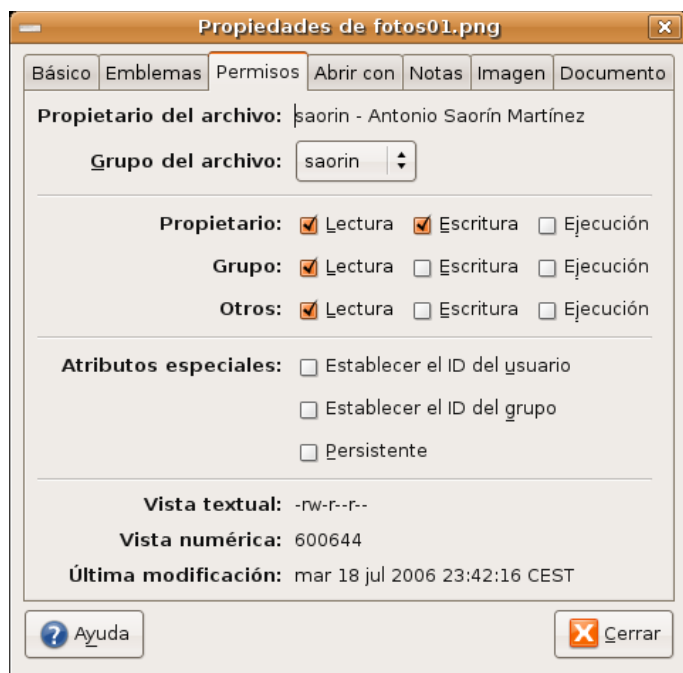 Propiedades de fotos01.png
Básico Emblemas Permisos Abrir con Notas Imagen Documento
Propietario del archivo: saorin - Antonio Saorín Martínez
Grupo del archivo: saorin
Propietario: Lectura Escritura Ejecución
Grupo: Lectura Escritura Ejecución
Otros: Lectura Escritura Ejecución
Atributos especiales: Establecer el ID del usuario
Establecer el ID del grupo
Persistente
Vista textual: -rw-r--r--
Vista numérica: 600644
Última modificación: mar 18 jul 2006 23:42:16 CEST
Ayuda Cerrar